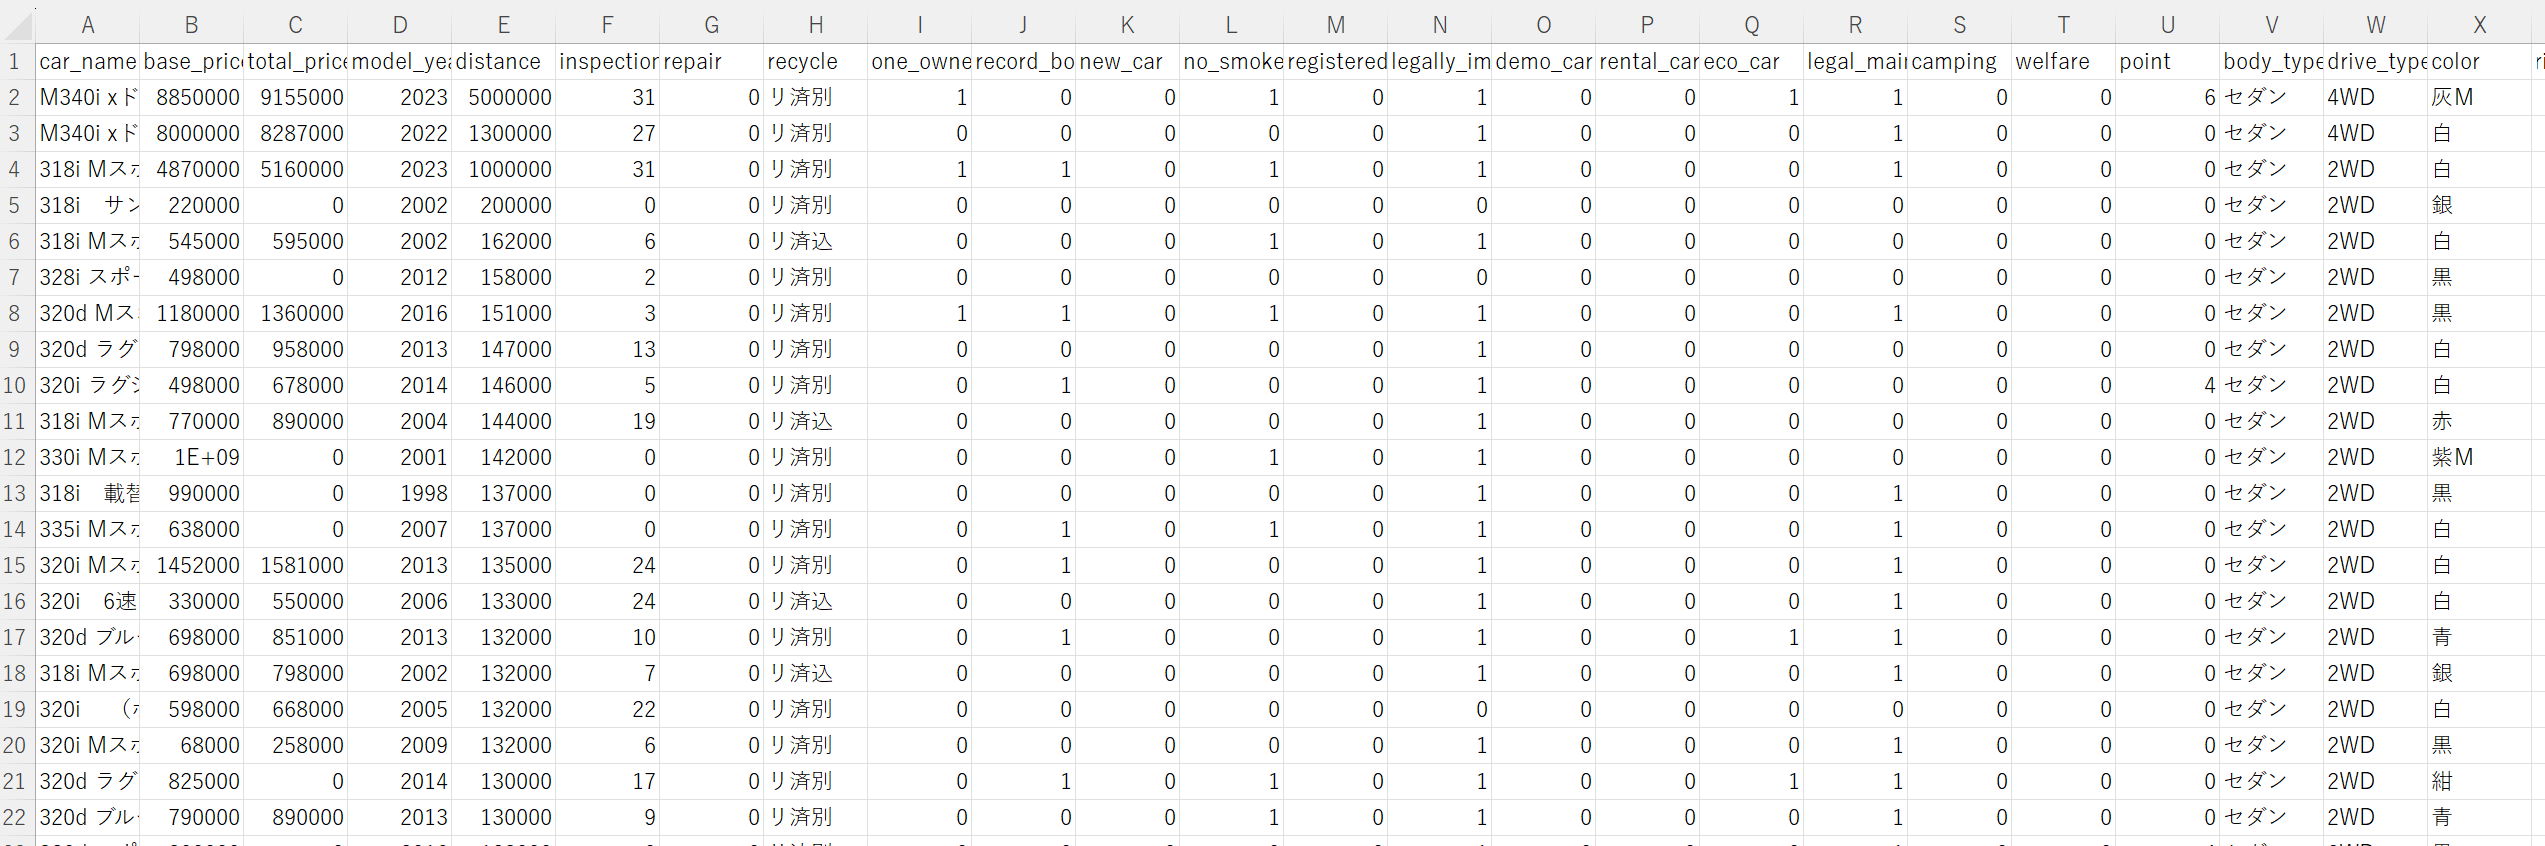 A B C D E F G H I J K L M N O P Q R S T U V W X
1 car_name base_price total_price model_yea distance inspection repair recycle one_owne record_bo new_car no_smoke registered legally_im demo_car rental_car eco_car legal_main camping welfare point body_type drive_type color ri
2 M340i xド 8850000 9155000 2023 5000000 31 0 リ済別 1 0 0 1 0 1 0 0 1 1 0 0 6 セダン 4WD 灰M
3 M340i xド 8000000 8287000 2022 1300000 27 0 リ済別 0 0 0 0 0 1 0 0 0 1 0 0 0 セダン 4WD 白
4 318i Mスポ 4870000 5160000 2023 1000000 31 0 リ済別 1 1 0 1 0 1 0 0 0 1 0 0 0 セダン 2WD 白
5 318i　サン 220000 0 2002 200000 0 0 リ済別 0 0 0 0 0 0 0 0 0 0 0 0 0 セダン 2WD 銀
6 318i Mスポ 545000 595000 2002 162000 6 0 リ済込 0 0 0 1 0 1 0 0 0 0 0 0 0 セダン 2WD 白
7 328i スポー 498000 0 2012 158000 2 0 リ済別 0 0 0 0 0 0 0 0 0 0 0 0 0 セダン 2WD 黒
8 320d Mス 1180000 1360000 2016 151000 3 0 リ済別 1 1 0 1 0 1 0 0 0 1 0 0 0 セダン 2WD 黒
9 320d ラグ 798000 958000 2013 147000 13 0 リ済別 0 0 0 0 0 1 0 0 0 1 0 0 0 セダン 2WD 白
10 320i ラグジ 498000 678000 2014 146000 5 0 リ済別 0 1 0 0 0 1 0 0 0 0 0 0 4 セダン 2WD 白
11 318i Mスポ 770000 890000 2004 144000 19 0 リ済込 0 0 0 0 0 1 0 0 0 0 0 0 0 セダン 2WD 赤
12 330i Mスポ 1E+09 0 2001 142000 0 0 リ済別 0 0 0 1 0 1 0 0 0 0 0 0 0 セダン 2WD 紫M
13 318i　載替 990000 0 1998 137000 0 0 リ済別 0 0 0 0 0 1 0 0 0 1 0 0 0 セダン 2WD 黒
14 335i Mスポ 638000 0 2007 137000 0 0 リ済別 0 1 0 1 0 1 0 0 0 1 0 0 0 セダン 2WD 白
15 320i Mスポ 1452000 1581000 2013 135000 24 0 リ済別 0 1 0 0 0 1 0 0 0 1 0 0 0 セダン 2WD 白
16 320i　6速 330000 550000 2006 133000 24 0 リ済込 0 0 0 0 0 1 0 0 0 1 0 0 0 セダン 2WD 白
17 320d ブル 698000 851000 2013 132000 10 0 リ済別 0 1 0 0 0 1 0 0 1 1 0 0 0 セダン 2WD 青
18 318i Mスポ 698000 798000 2002 132000 7 0 リ済込 0 0 0 0 0 1 0 0 0 1 0 0 0 セダン 2WD 銀
19 320i　（ 598000 668000 2005 132000 22 0 リ済別 0 0 0 0 0 0 0 0 0 0 0 0 0 セダン 2WD 白
20 320i Mスポ 68000 258000 2009 132000 6 0 リ済別 0 0 0 0 0 1 0 0 0 1 0 0 0 セダン 2WD 黒
21 320d ラグ 825000 0 2014 130000 17 0 リ済別 0 1 0 1 0 1 0 0 1 1 0 0 0 セダン 2WD 紺
22 320d ブル 790000 890000 2013 130000 9 0 リ済別 0 0 0 1 0 1 0 0 0 1 0 0 0 セダン 2WD 青